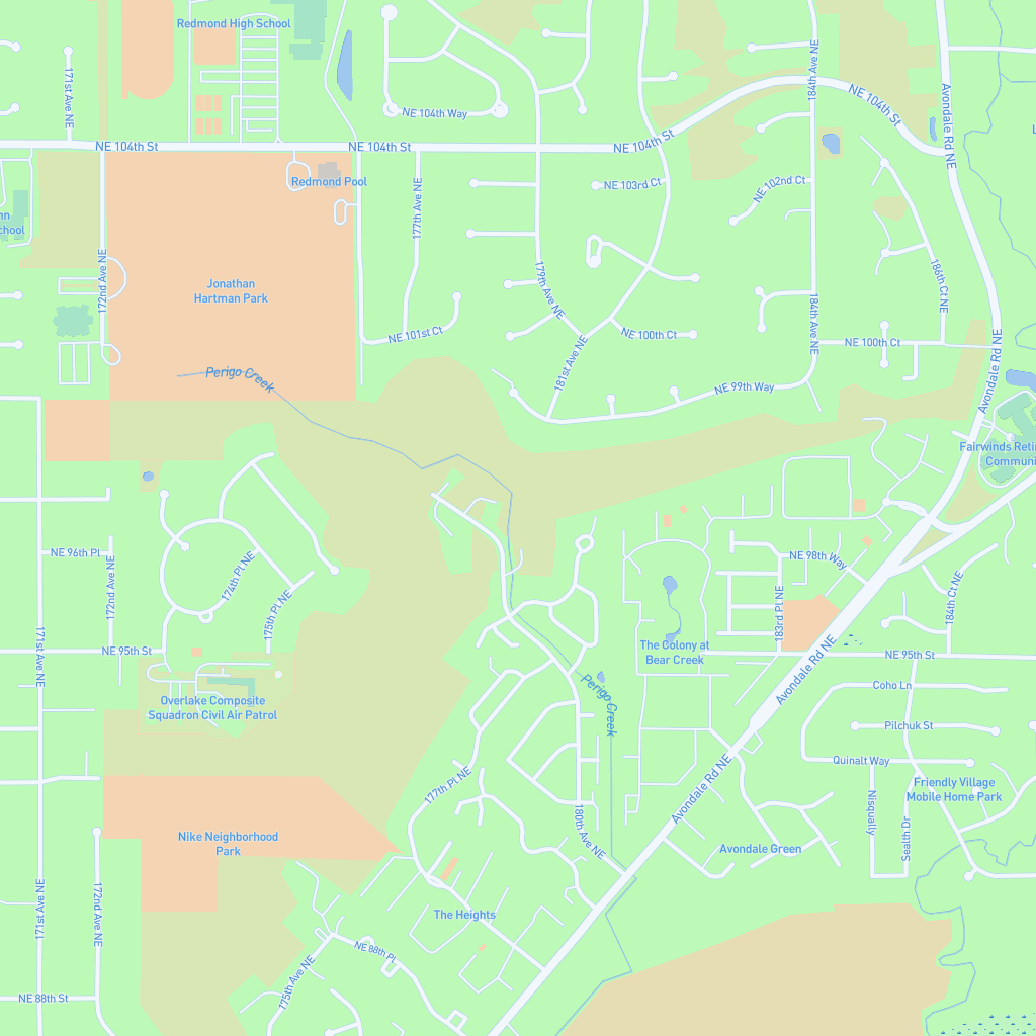 Redmond High School
171st Ave NE
NE 104th Way
184th Ave NE
NE 104th St
Avondale Rd NE
NE 104th St
NE 104th St
NE 104th St
Redmond Pool
177th Ave NE
NE 103rd Ct
NE 102nd Ct
172nd Ave NE
Jonathan
Hartman Park
179th Ave NE
186th Ct NE
184th Ave NE
NE 101st Ct
NE 100th Ct
NE 100th Ct
181st Ave NE
Avondale Rd NE
Perigo Creek
NE 99th Way
Fairwinds
NE 96th Pl
172nd Ave NE
174th Pl NE
175th Pl NE
NE 98th Way
183rd Pl NE
184th Ct NE
171st Ave NE
NE 95th St
The Colony at
Bear Creek
NE 95th St
Avondale Rd NE
Overlake Composite
Squadron Civil Air Patrol
Perigo Creek
Coho Ln
Pilchuk St
Quinalt Way
177th Pl NE
Avondale Rd NE
Nisqually
Friendly Village
Mobile Home Park
Sealth Dr
180th Ave NE
Nike Neighborhood
Park
Avondale Green
171st Ave NE
172nd Ave NE
The Heights
NE 88th Pl
175th Ave NE
NE 88th St